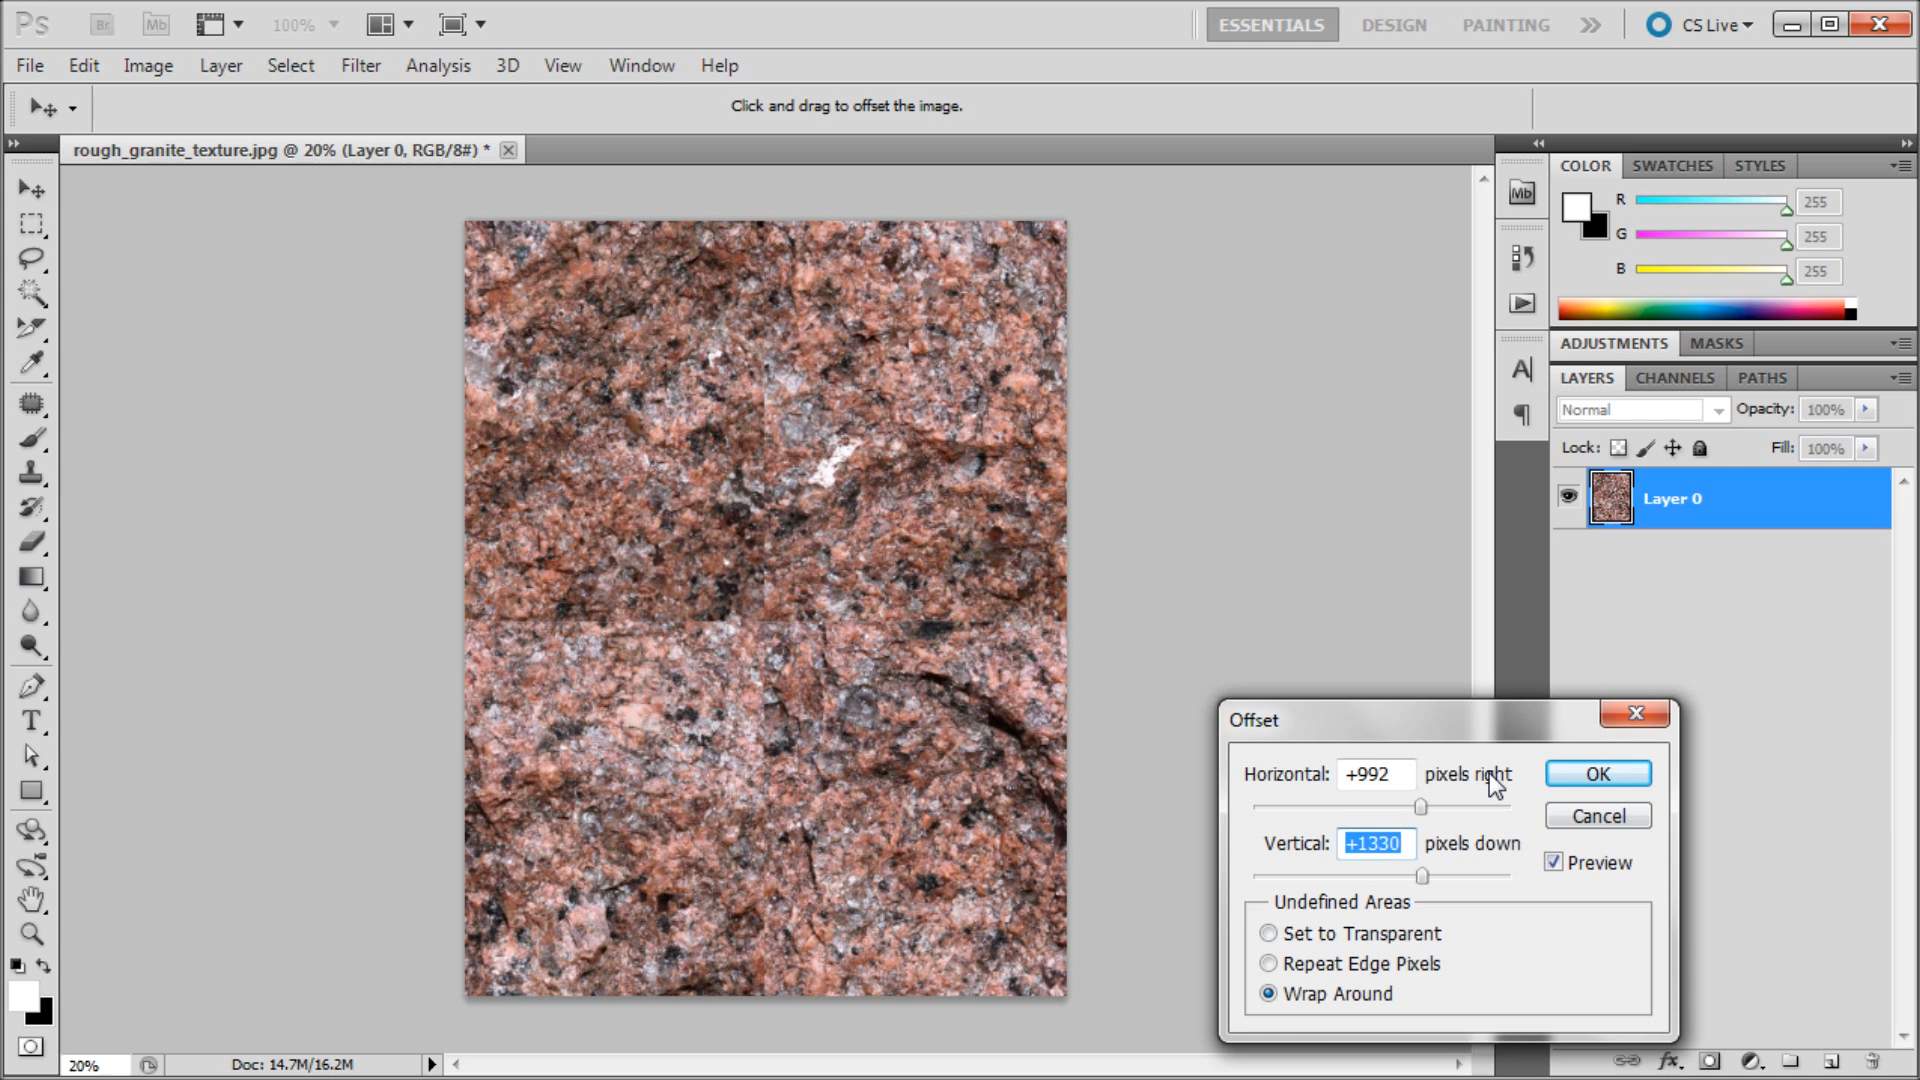 Ps Br Mb 100% ESSENTIALS DESIGN PAINTING CS Live
File Edit Image Layer Select Filter Analysis 3D View Window Help
Click and drag to offset the image.
rough_granite_texture.jpg @ 20% (Layer 0, RGB/8#) *
COLOR SWATCHES STYLES
Mb
R 255
G 255
B 255
ADJUSTMENTS MASKS
LAYERS CHANNELS PATHS
Normal Opacity: 100%
Lock: Fill: 100%
Layer 0
Offset
Horizontal: +992 pixels right OK
Cancel
Vertical: +1330 pixels down
Preview
Undefined Areas
Set to Transparent
Repeat Edge Pixels
Wrap Around
20% Doc: 14.7M/16.2M
fx